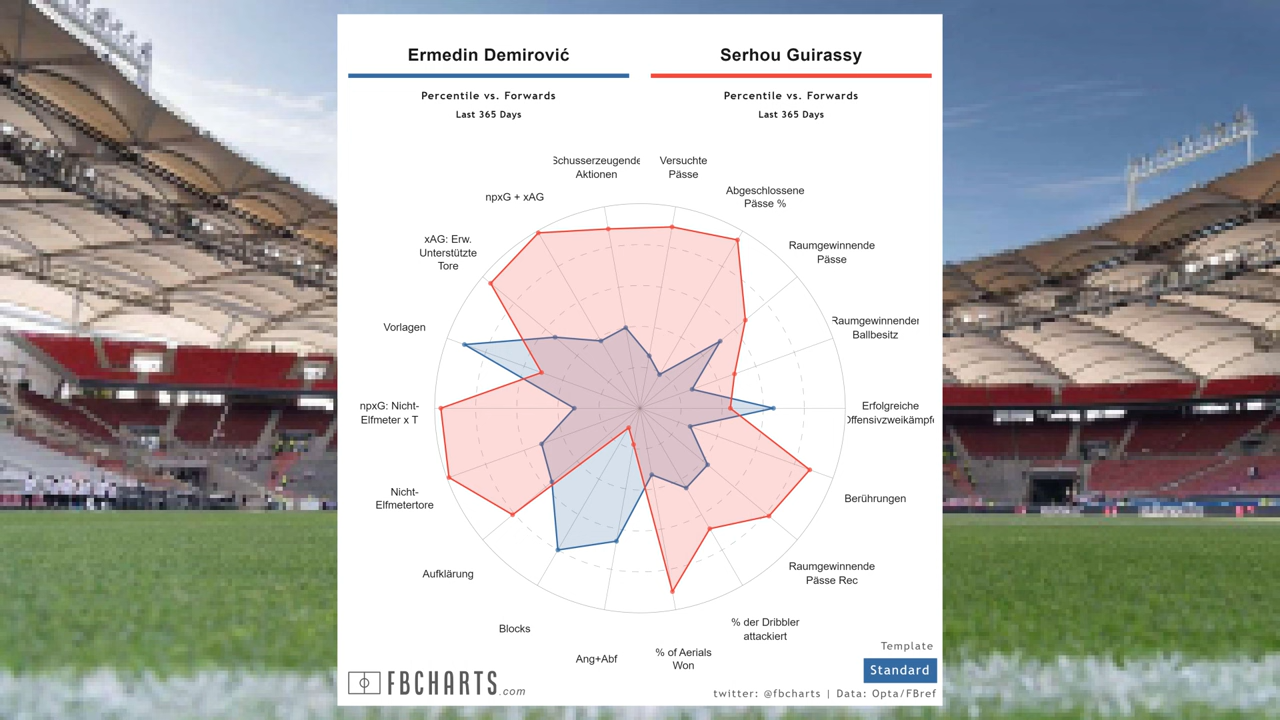 Ermedin Demirović
Serhou Guirassy
Percentile vs. Forwards
Percentile vs. Forwards
Last 365 Days
Last 365 Days
Schusserzeugende
Aktionen
Versuchte
Pässe
npxG + xAG
Abgeschlossene
Pässe %
xAG: Erw.
Unterstützte
Tore
Raumgewinnende
Pässe
Vorlagen
Raumgewinnender
Ballbesitz
npxG: Nicht-
Elfmeter x T
Erfolgreiche
Offensivzweikämpfe
Nicht-
Elfmetertore
Berührungen
Aufklärung
Raumgewinnende
Pässe Rec
Blocks
% der Dribbler
attackiert
Ang+Abf
% of Aerials
Won
Template
Standard
FBCHARTS.com
twitter: @fbcharts | Data: Opta/FBref